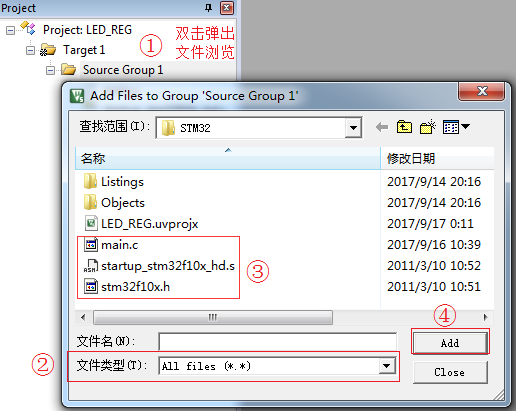 Project
Project: LED_REG
Target 1
Source Group 1
① 双击弹出
文件浏览
Add Files to Group 'Source Group 1'
查找范围(I): STM32
名称 修改日期
Listings 2017/9/14 20:16
Objects 2017/9/14 20:16
LED_REG.uvprojx 2017/9/17 0:11
main.c 2017/9/16 10:39
startup_stm32f10x_hd.s 2011/3/10 10:52
stm32f10x.h 2011/3/10 10:51
③
④
文件名(N): Add
② 文件类型(T): All files (*.*) Close